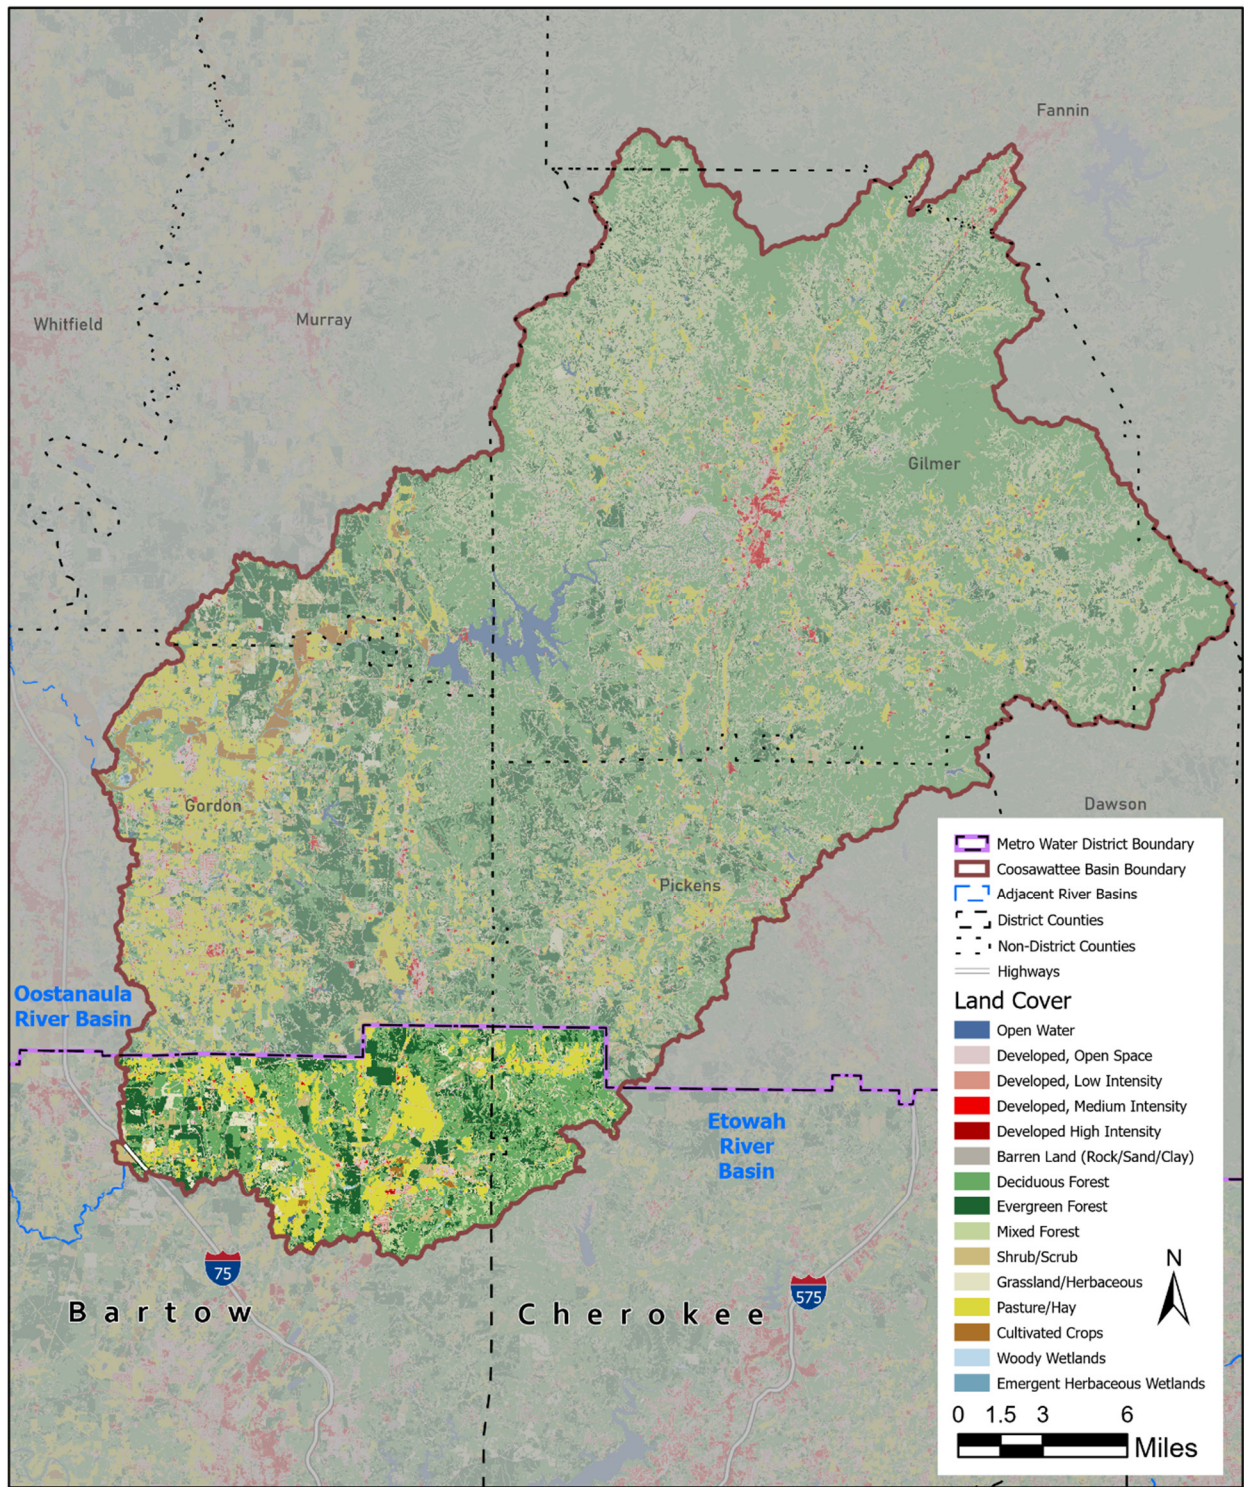 Fannin
Whitfield
Murray
Gilmer
Gordon
Dawson
Pickens
Oostanaula
River Basin
Etowah
River
Basin
75
575
Bartow
Cherokee
Metro Water District Boundary
Coosawattee Basin Boundary
Adjacent River Basins
District Counties
Non-District Counties
Highways
Land Cover
Open Water
Developed, Open Space
Developed, Low Intensity
Developed, Medium Intensity
Developed High Intensity
Barren Land (Rock/Sand/Clay)
Deciduous Forest
Evergreen Forest
Mixed Forest
Shrub/Scrub
Grassland/Herbaceous
Pasture/Hay
Cultivated Crops
Woody Wetlands
Emergent Herbaceous Wetlands
N
0 1.5 3 6
Miles